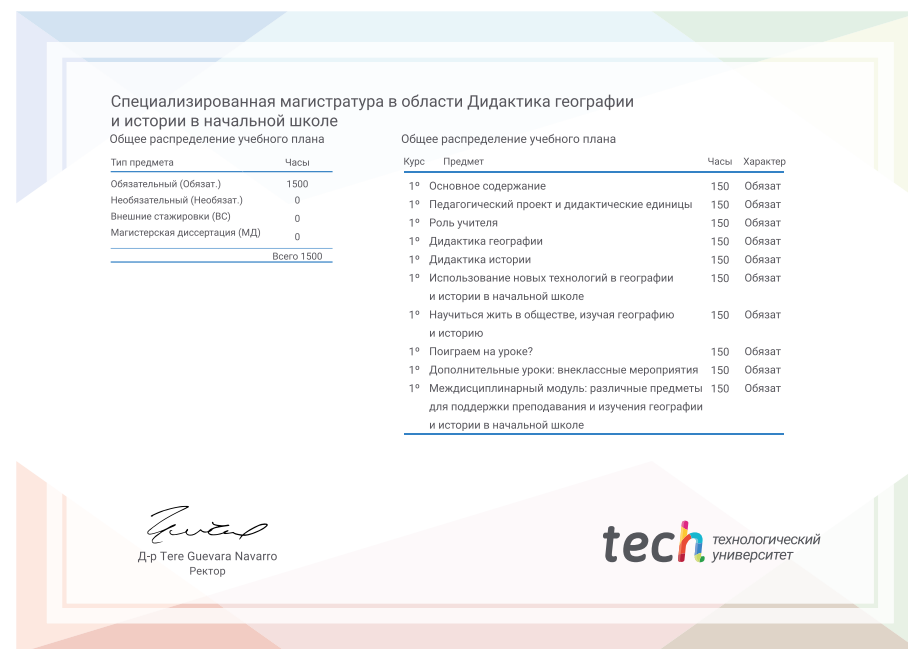 Специализированная магистратура в области Дидактика географии
и истории в начальной школе
Общее распределение учебного плана
Тип предмета Часы
Обязательный (Обязат.) 1500
Необязательный (Необязат.) 0
Внешние стажировки (ВС) 0
Магистерская диссертация (МД) 0
Всего 1500
Общее распределение учебного плана
Курс Предмет Часы Характер
1º Основное содержание 150 Обязат
1º Педагогический проект и дидактические единицы 150 Обязат
1º Роль учителя 150 Обязат
1º Дидактика географии 150 Обязат
1º Дидактика истории 150 Обязат
1º Использование новых технологий в географии 150 Обязат
и истории в начальной школе
1º Научиться жить в обществе, изучая географию 150 Обязат
и историю
1º Поиграем на уроке? 150 Обязат
1º Дополнительные уроки: внеклассные мероприятия 150 Обязат
1º Междисциплинарный модуль: различные предметы 150 Обязат
для поддержки преподавания и изучения географии
и истории в начальной школе
Д-р Tere Guevara Navarro
Ректор
tech технологический
университет